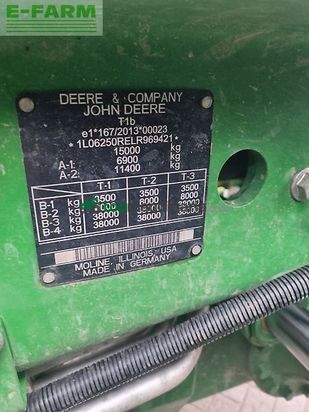 E-FARM
DEERE & COMPANY
JOHN DEERE
T1b
e1*167/2013*00023
*1L06250RELR969421*
15000 kg
A-1: 6900 kg
A-2: 11400 kg
T-1 T-2 T-3
B-1 kg 3500 3500 3500
B-2 kg 8000 8000 8000
B-3 kg 38000 38000 38000
B-4 kg 38000 38000 38000
MOLINE, ILLINOIS, USA
MADE IN GERMANY